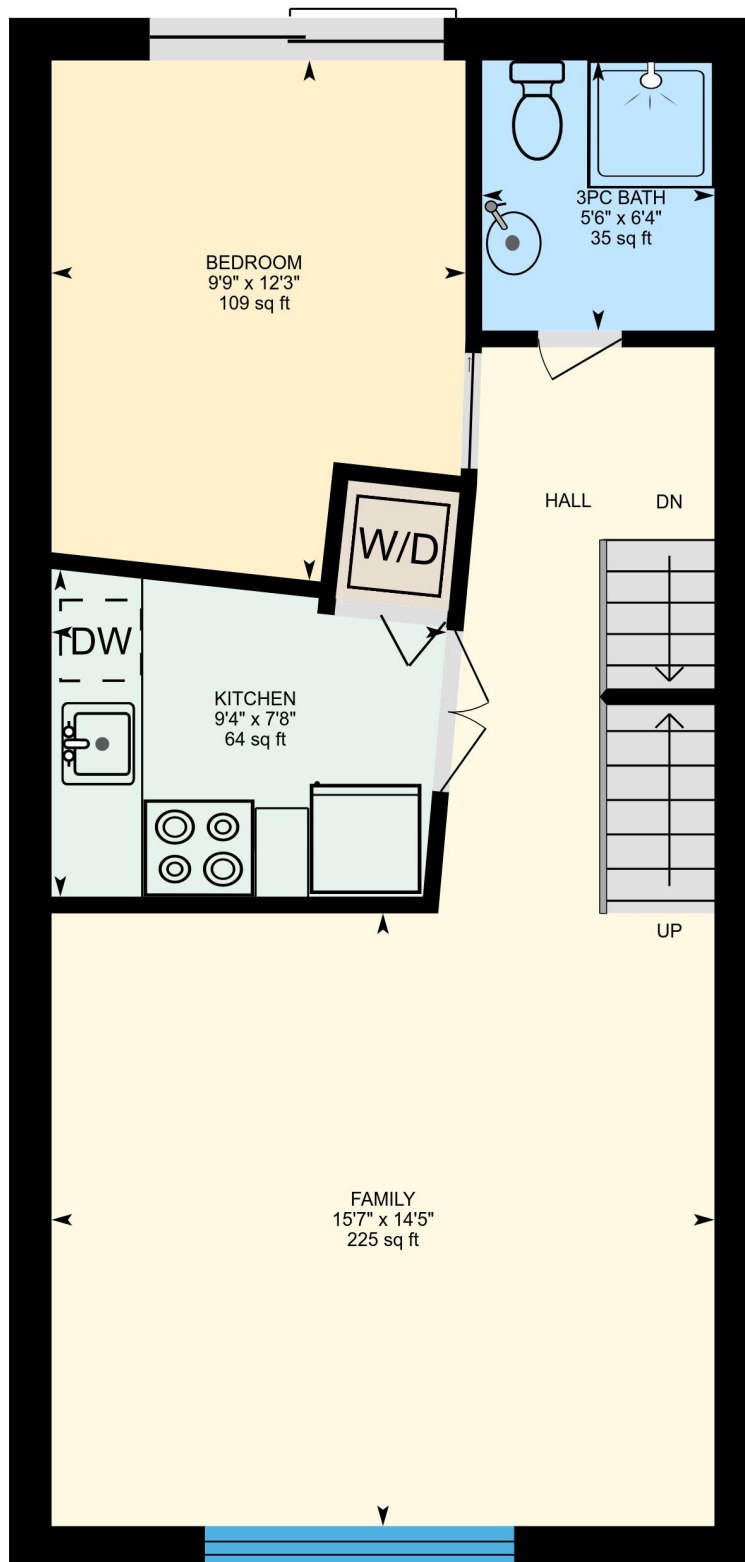 3PC BATH
5'6" x 6'4"
35 sq ft
BEDROOM
9'9" x 12'3"
109 sq ft
HALL
DN
W/D
DW
KITCHEN
9'4" x 7'8"
64 sq ft
UP
FAMILY
15'7" x 14'5"
225 sq ft